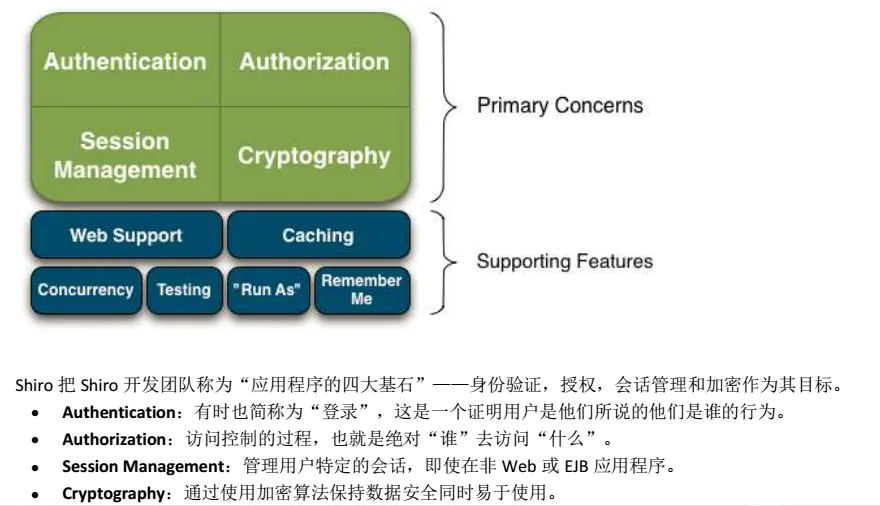 Authentication
Authorization
Session
Management
Cryptography
Primary Concerns
Web Support
Caching
Concurrency
Testing
"Run As"
Remember
Me
Supporting Features
Shiro 把 Shiro 开发团队称为“应用程序的四大基石”——身份验证，授权，会话管理和加密作为其目标。
● Authentication：有时也简称为“登录”，这是一个证明用户是他们所说的他们是谁的行为。
● Authorization：访问控制的过程，也就是绝对“谁”去访问“什么”。
● Session Management：管理用户特定的会话，即使在非 Web 或 EJB 应用程序。
● Cryptography：通过使用加密算法保持数据安全同时易于使用。